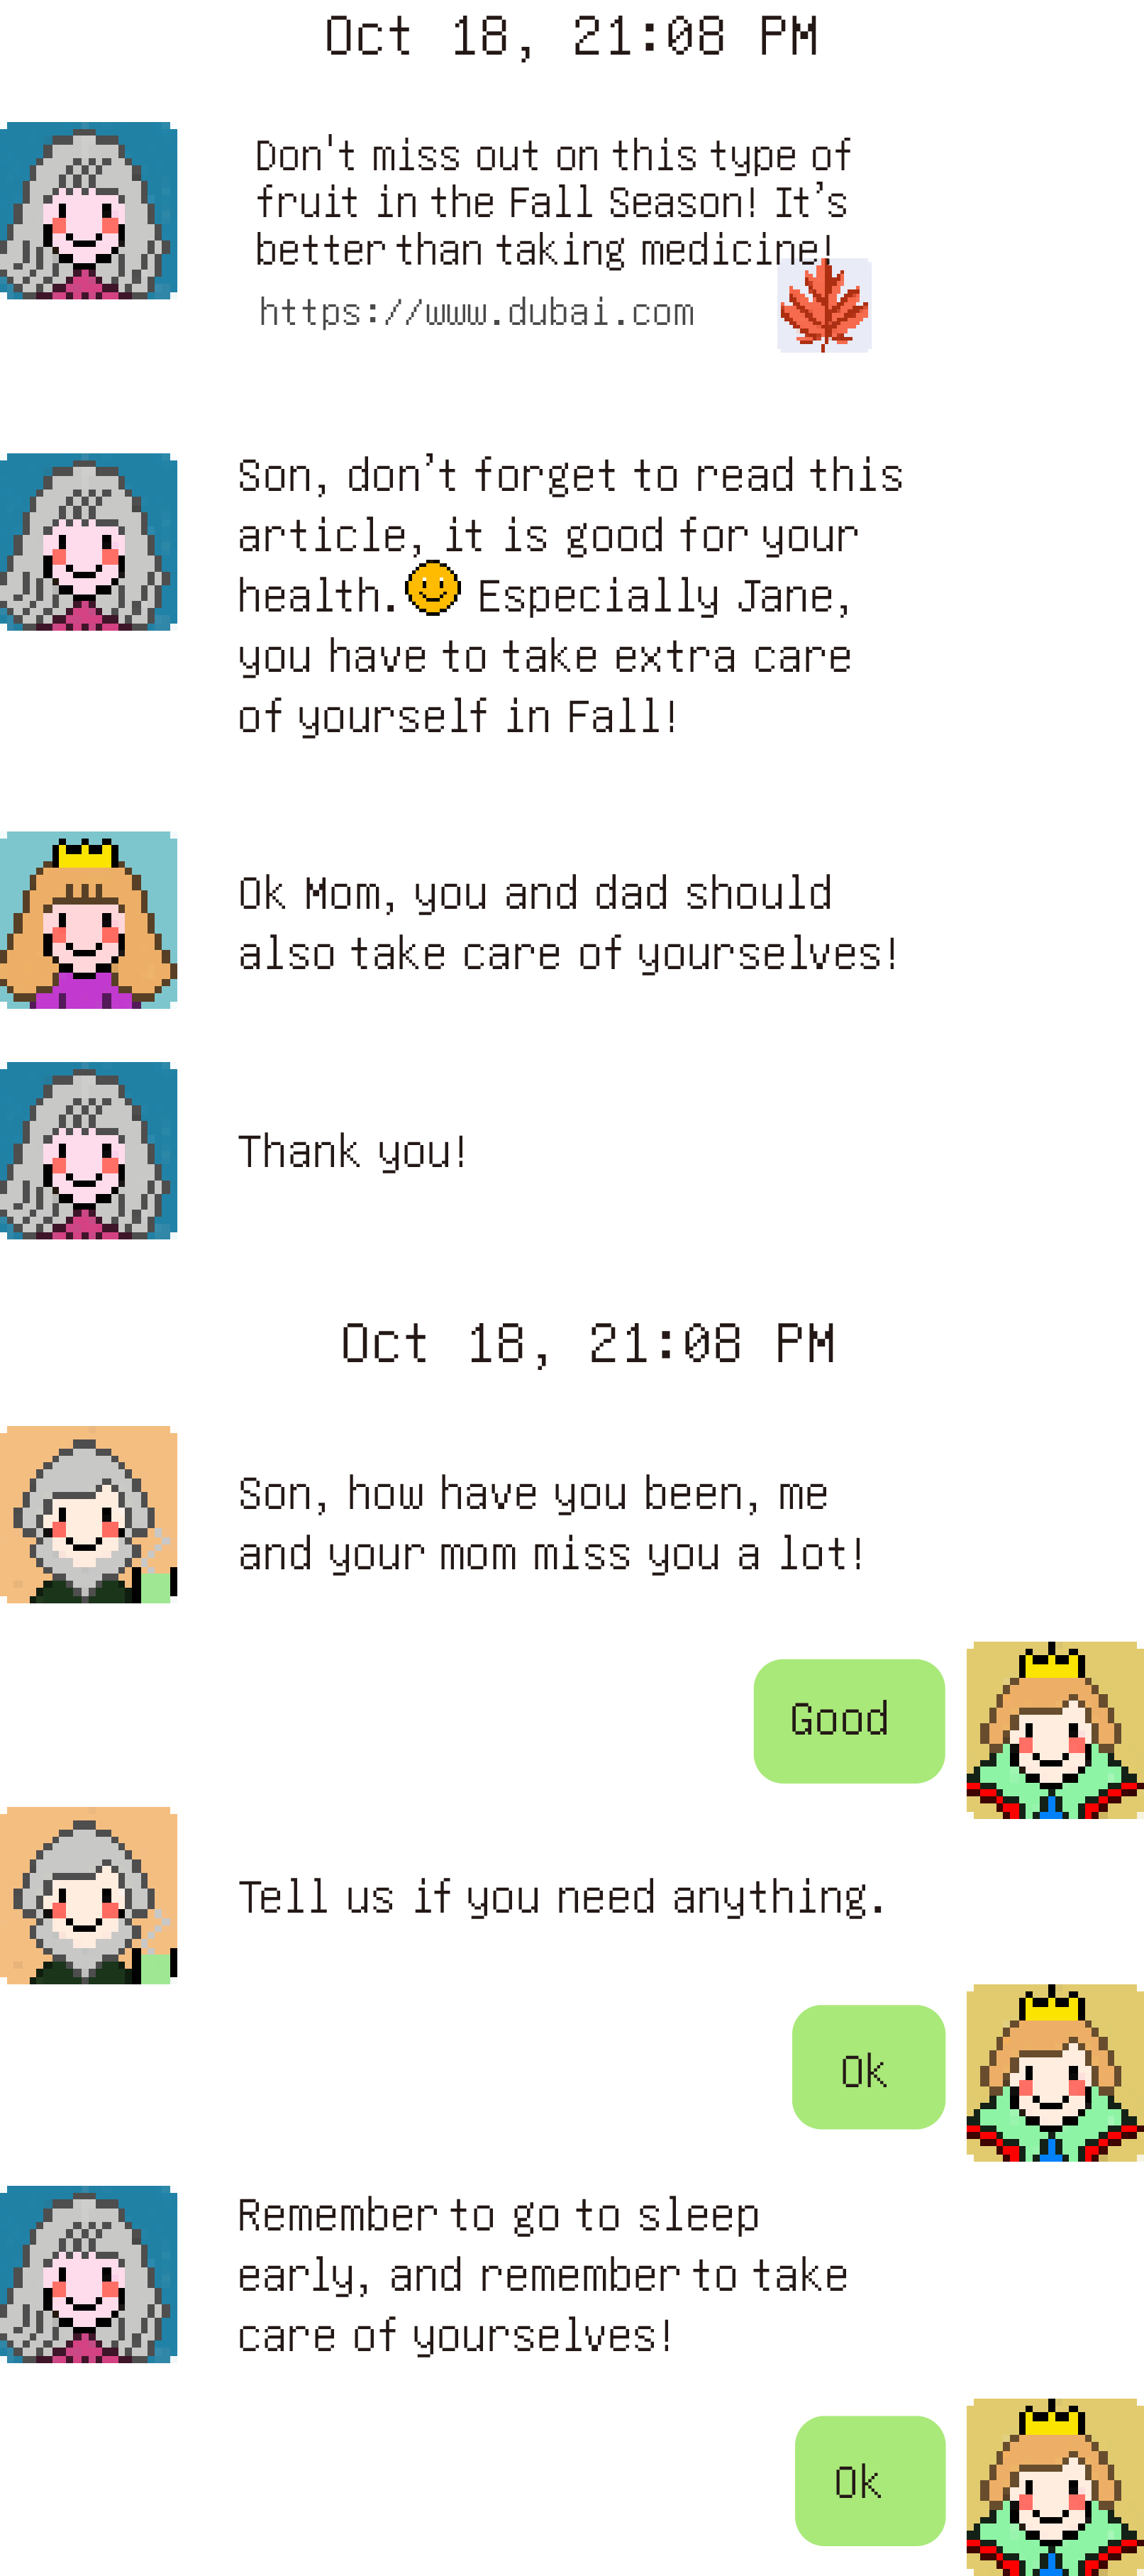 Oct 18, 21:08 PM
Don't miss out on this type of
fruit in the Fall Season! It’s
better than taking medicine!
https://www.dubai.com
Son, don’t forget to read this
article, it is good for your
health. Especially Jane,
you have to take extra care
of yourself in Fall!
Ok Mom, you and dad should
also take care of yourselves!
Thank you!
Oct 18, 21:08 PM
Son, how have you been, me
and your mom miss you a lot!
Good
Tell us if you need anything.
Ok
Remember to go to sleep
early, and remember to take
care of yourselves!
Ok